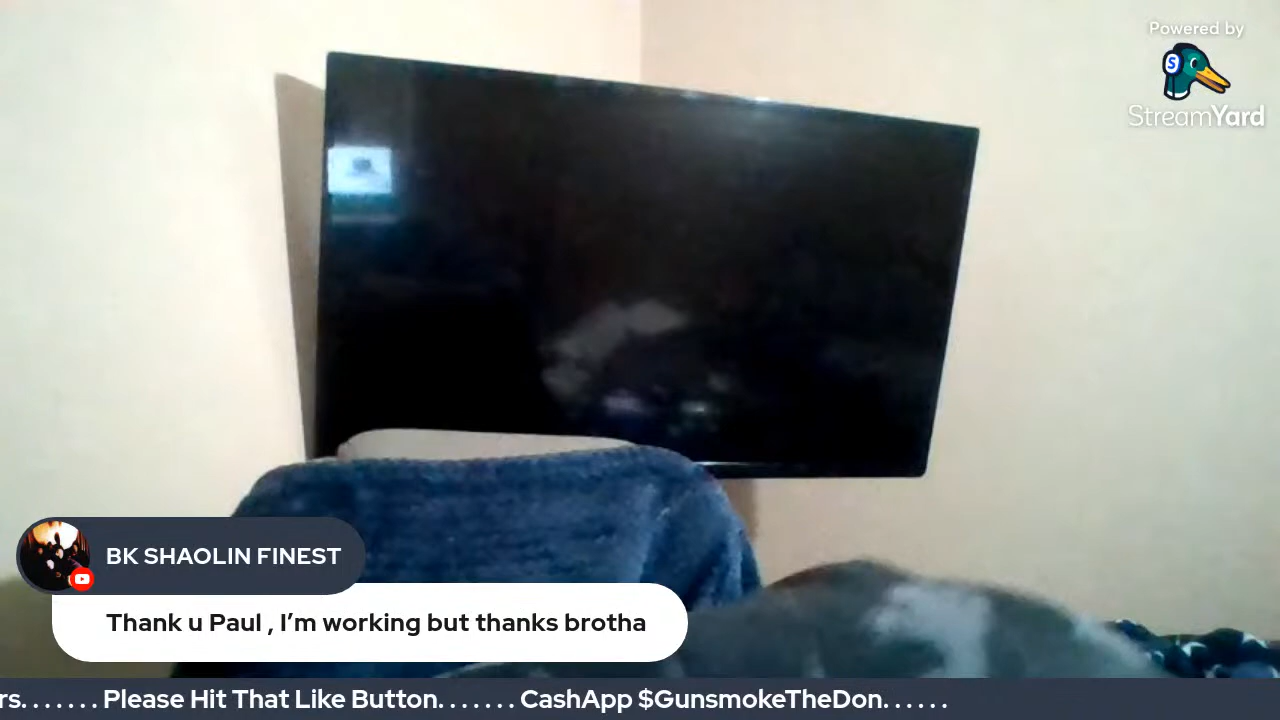 Powered by
StreamYard
BK SHAOLIN FINEST
Thank u Paul , I’m working but thanks brotha
rs....... Please Hit That Like Button....... CashApp $GunsmokeTheDon......